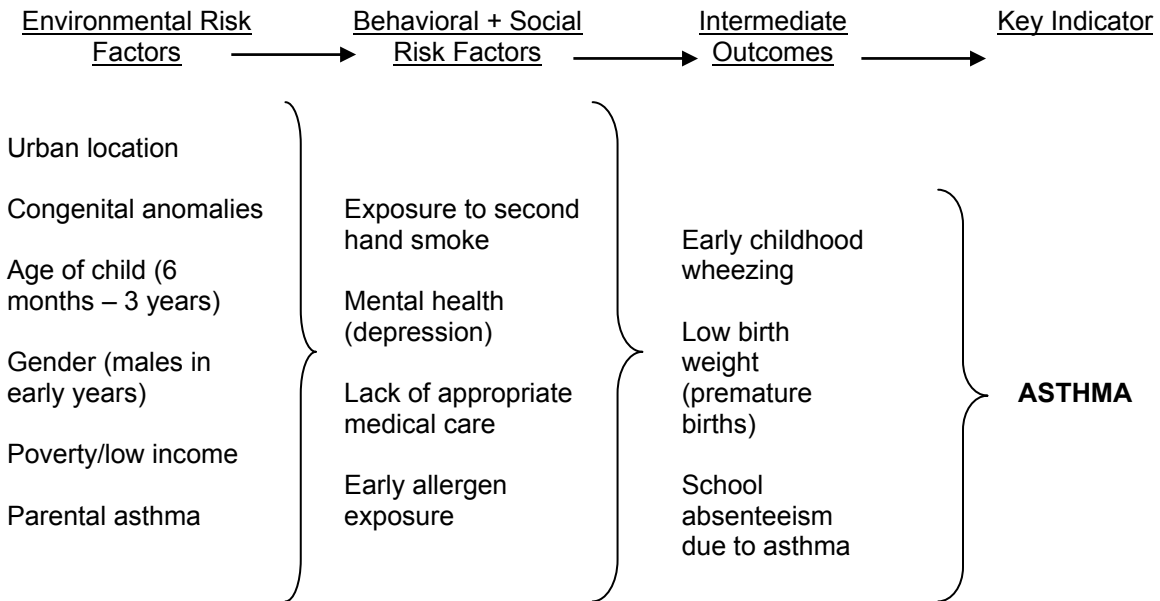 Environmental Risk
Factors
Behavioral + Social
Risk Factors
Intermediate
Outcomes
Key Indicator
Urban location
Congenital anomalies
Age of child (6
months – 3 years)
Gender (males in
early years)
Poverty/low income
Parental asthma
Exposure to second
hand smoke
Mental health
(depression)
Lack of appropriate
medical care
Early allergen
exposure
Early childhood
wheezing
Low birth
weight
(premature
births)
School
absenteeism
due to asthma
ASTHMA